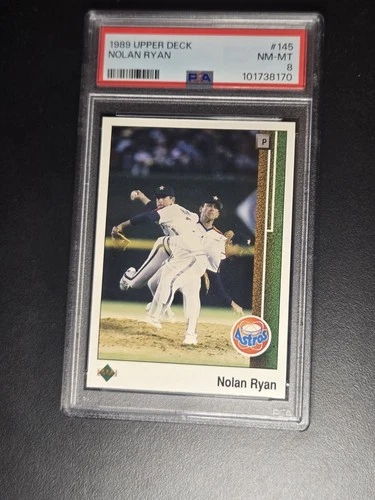 1989 UPPER DECK #145
NOLAN RYAN NM-MT
8
PSA 101738170
P
Astros
Nolan Ryan